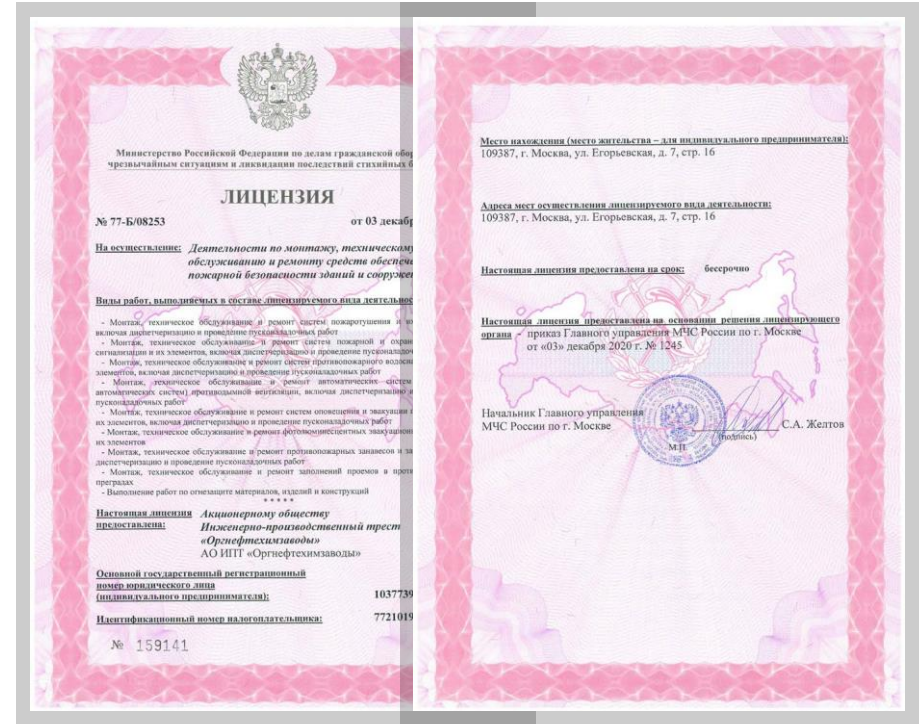 Министерство Российской Федерации по делам гражданской обор
чрезвычайным ситуациям и ликвидации последствий стихийных б
ЛИЦЕНЗИЯ
№ 77-Б/08253 от 03 декабр
На осуществление: Деятельности по монтажу, техническому
обслуживанию и ремонту средств обеспече
пожарной безопасности зданий и сооружен
Виды работ, выполняемых в составе лицензируемого вида деятельнос
- Монтаж, техническое обслуживание и ремонт систем пожаротушения и их
включая диспетчеризацию и проведение пусконаладочных работ
- Монтаж, техническое обслуживание и ремонт систем пожарной и охран
сигнализации и их элементов, включая диспетчеризацию и проведение пусконаладоч
- Монтаж, техническое обслуживание и ремонт систем противопожарного водосн
элементов, включая диспетчеризацию и проведение пусконаладочных работ
- Монтаж, техническое обслуживание и ремонт автоматических систем
автоматических систем) противодымной вентиляции, включая диспетчеризацию и
пусконаладочных работ
- Монтаж, техническое обслуживание и ремонт систем оповещения и эвакуации
их элементов, включая диспетчеризацию и проведение пусконаладочных работ
- Монтаж, техническое обслуживание и ремонт фотолюминесцентных эвакуацион
их элементов
- Монтаж, техническое обслуживание и ремонт противопожарных занавесов и за
диспетчеризацию и проведение пусконаладочных работ
- Монтаж, техническое обслуживание и ремонт заполнений проемов в проти
преградах
- Выполнение работ по огнезащите материалов, изделий и конструкций
* * * * *
Настоящая лицензия Акционерному обществу
предоставлена: Инженерно-производственный трест
«Оргнефтехимзаводы»
АО ИПТ «Оргнефтехимзаводы»
Основной государственный регистрационный
номер юридического лица
(индивидуального предпринимателя): 1037739
Идентификационный номер налогоплательщика: 7721019
№ 159141
Место нахождения (место жительства – для индивидуального предпринимателя):
109387, г. Москва, ул. Егорьевская, д. 7, стр. 16
Адреса мест осуществления лицензируемого вида деятельности:
109387, г. Москва, ул. Егорьевская, д. 7, стр. 16
Настоящая лицензия предоставлена на срок: бессрочно
Настоящая лицензия предоставлена на основании решения лицензирующего
органа - приказ Главного управления МЧС России по г. Москве
от «03» декабря 2020 г. № 1245
Начальник Главного управления
МЧС России по г. Москве С.А. Желтов
(подпись)
М.П.